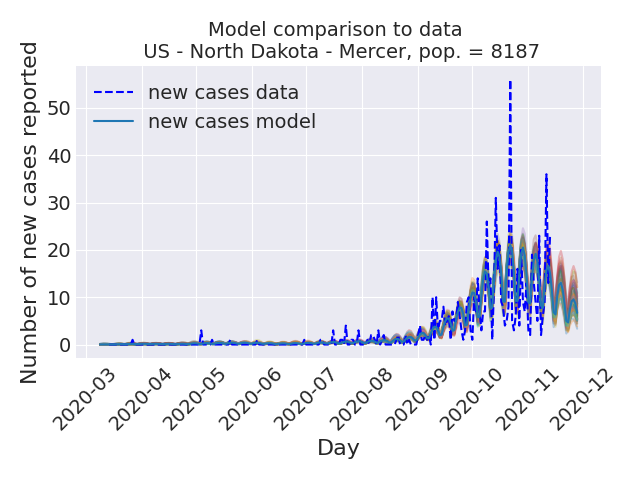 Model comparison to data
US - North Dakota - Mercer, pop. = 8187
Number of new cases reported
50
40
30
20
10
0
new cases data
new cases model
2020-03
2020-04
2020-05
2020-06
2020-07
2020-08
2020-09
2020-10
2020-11
2020-12
Day